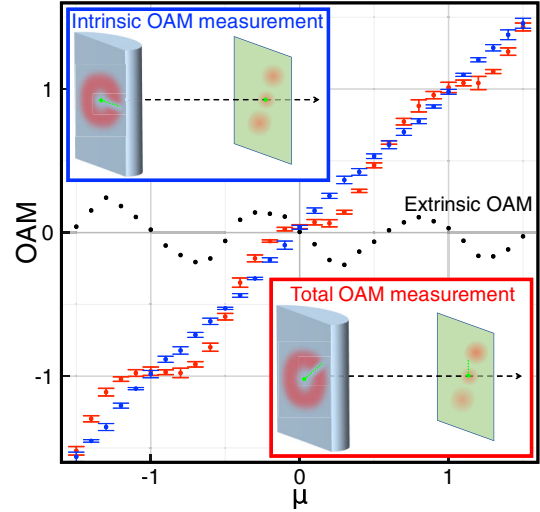 Intrinsic OAM measurement
1
OAM
0
Extrinsic OAM
Total OAM measurement
-1
-1
0
1
μ